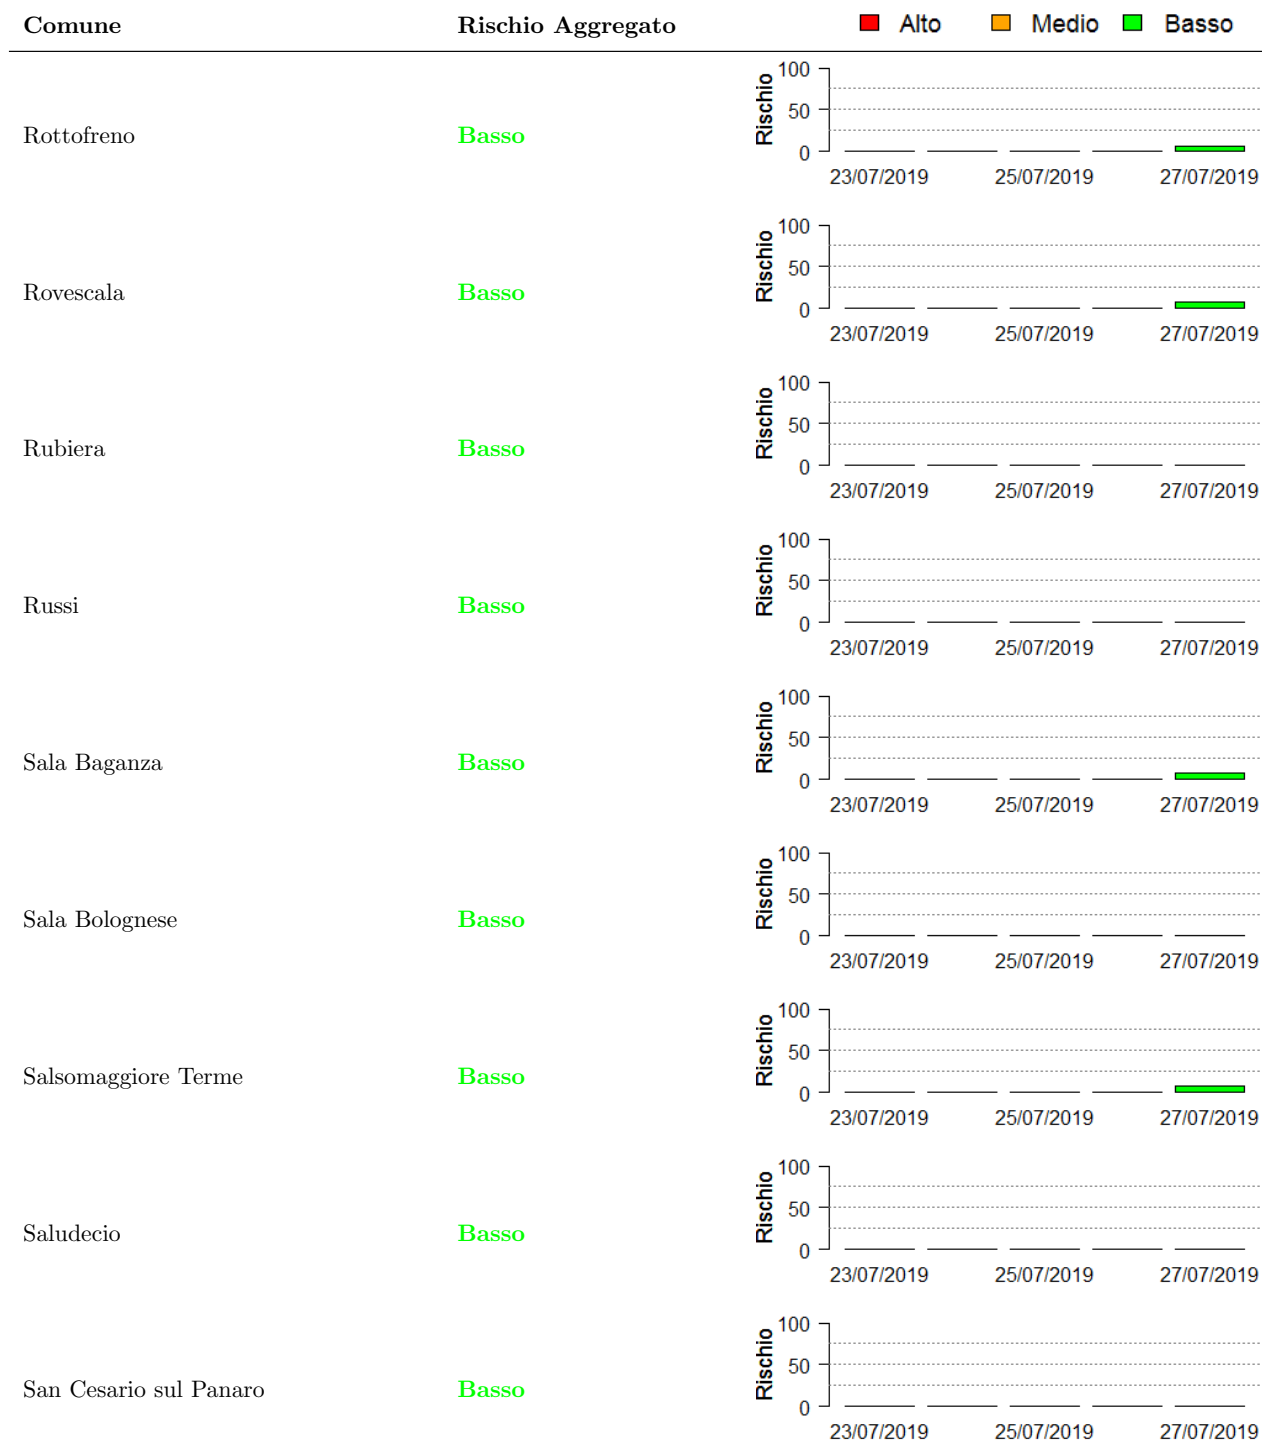 Comune Rischio Aggregato Alto Medio Basso
Rottofreno Basso
Rischio
100
50
0
23/07/2019 25/07/2019 27/07/2019
Rovescala Basso
Rischio
100
50
0
23/07/2019 25/07/2019 27/07/2019
Rubiera Basso
Rischio
100
50
0
23/07/2019 25/07/2019 27/07/2019
Russi Basso
Rischio
100
50
0
23/07/2019 25/07/2019 27/07/2019
Sala Baganza Basso
Rischio
100
50
0
23/07/2019 25/07/2019 27/07/2019
Sala Bolognese Basso
Rischio
100
50
0
23/07/2019 25/07/2019 27/07/2019
Salsomaggiore Terme Basso
Rischio
100
50
0
23/07/2019 25/07/2019 27/07/2019
Saludecio Basso
Rischio
100
50
0
23/07/2019 25/07/2019 27/07/2019
San Cesario sul Panaro Basso
Rischio
100
50
0
23/07/2019 25/07/2019 27/07/2019